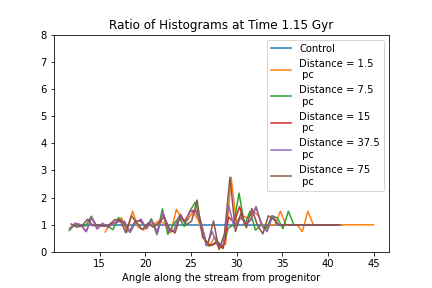 Ratio of Histograms at Time 1.15 Gyr
8
7
6
5
4
3
2
1
0
Control
Distance = 1.5
pc
Distance = 7.5
pc
Distance = 15
pc
Distance = 37.5
pc
Distance = 75
pc
15 20 25 30 35 40 45
Angle along the stream from progenitor